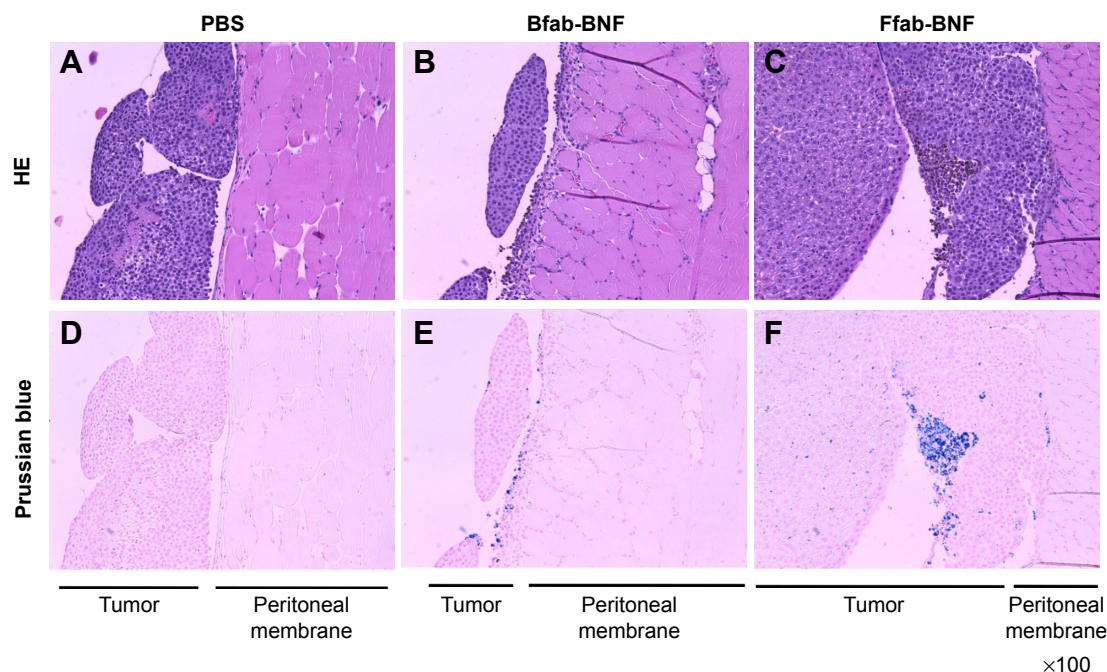 PBS
Bfab-BNF
Ffab-BNF
HE
A
B
C
Prussian blue
D
E
F
Tumor
Peritoneal
membrane
Tumor
Peritoneal
membrane
Tumor
Peritoneal
membrane
×100